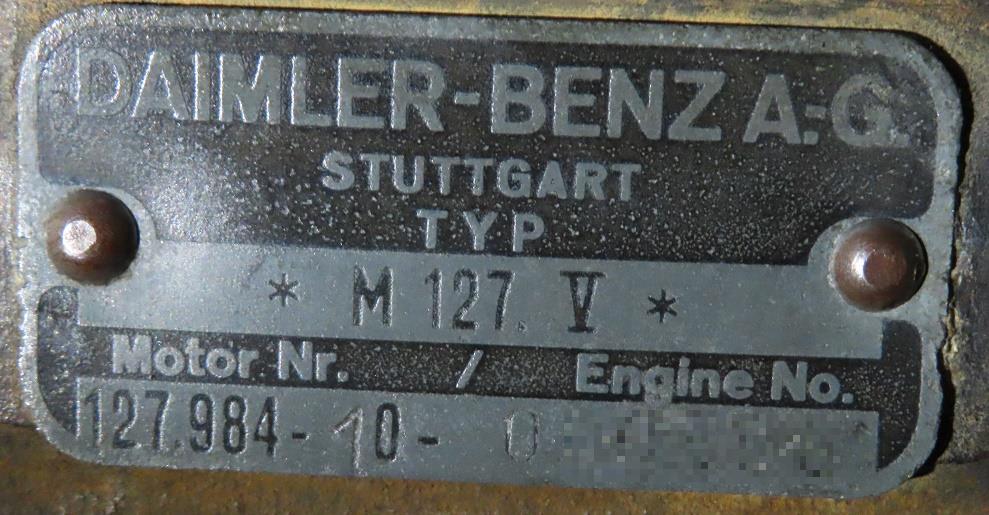 DAIMLER-BENZ A.-G.
STUTTGART
TYP
* M 127. V *
Motor Nr. / Engine No.
127.984-10-0